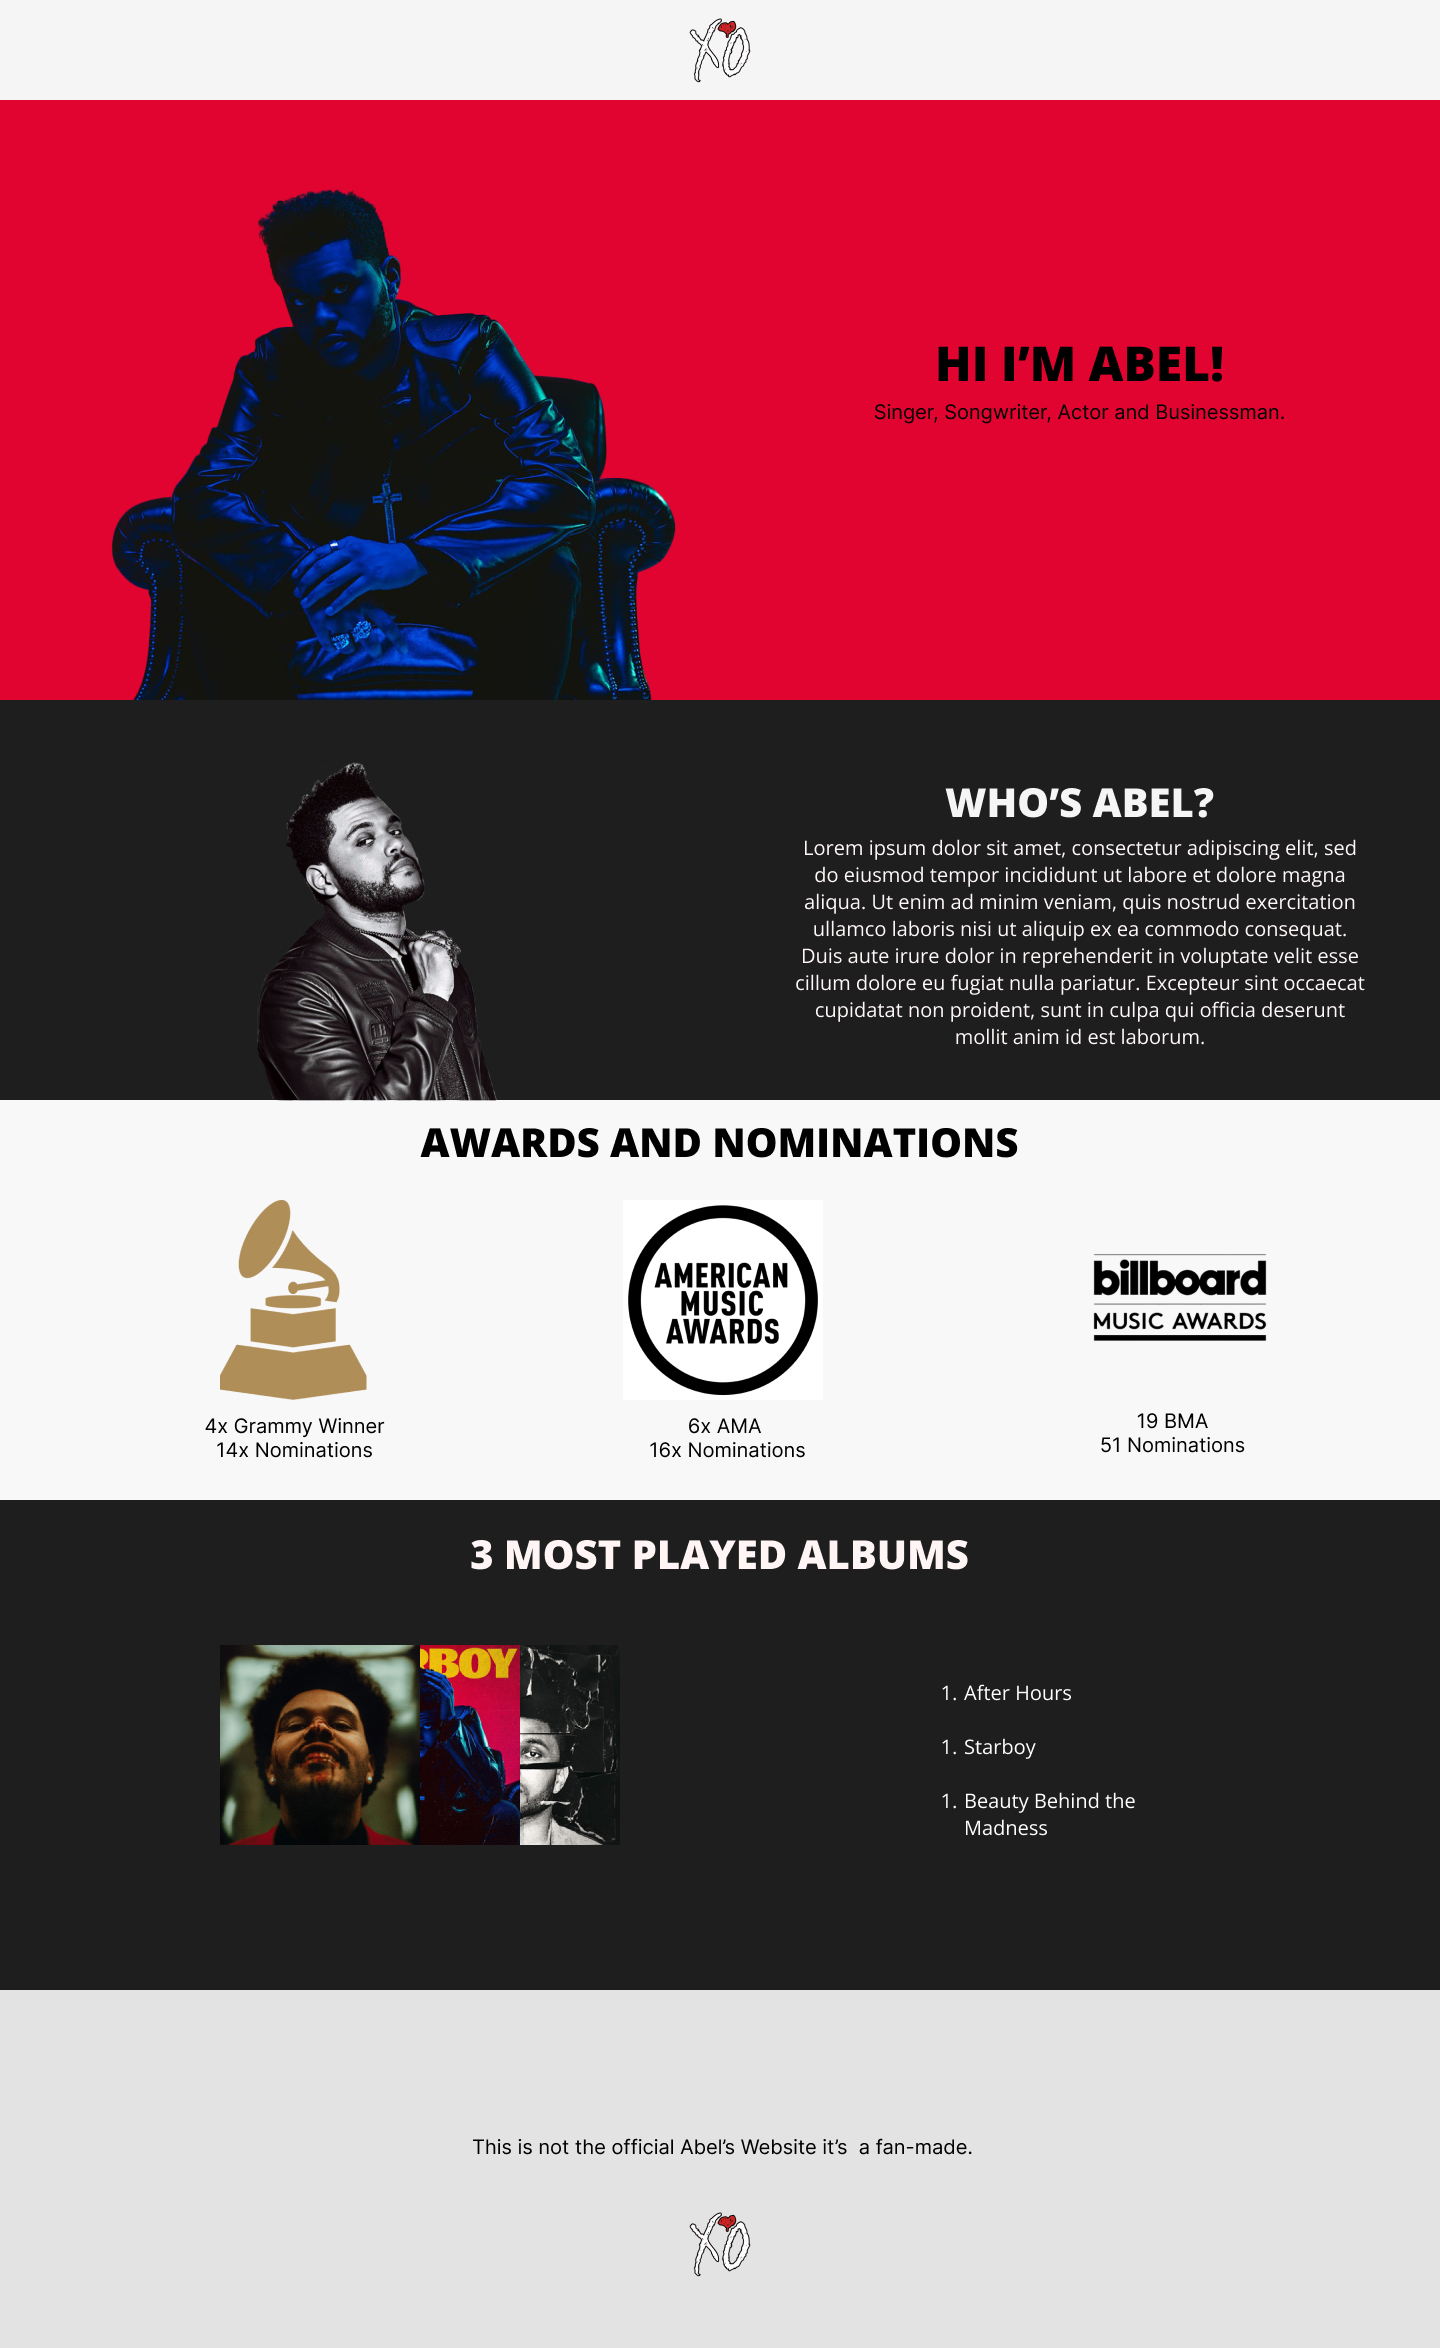 XO
HI I’M ABEL!
Singer, Songwriter, Actor and Businessman.
WHO’S ABEL?
Lorem ipsum dolor sit amet, consectetur adipiscing elit, sed
do eiusmod tempor incididunt ut labore et dolore magna
aliqua. Ut enim ad minim veniam, quis nostrud exercitation
ullamco laboris nisi ut aliquip ex ea commodo consequat.
Duis aute irure dolor in reprehenderit in voluptate velit esse
cillum dolore eu fugiat nulla pariatur. Excepteur sint occaecat
cupidatat non proident, sunt in culpa qui officia deserunt
mollit anim id est laborum.
AWARDS AND NOMINATIONS
AMERICAN
MUSIC
AWARDS
billboard
MUSIC AWARDS
4x Grammy Winner
14x Nominations
6x AMA
16x Nominations
19 BMA
51 Nominations
3 MOST PLAYED ALBUMS
RBOY
1. After Hours
1. Starboy
1. Beauty Behind the
Madness
This is not the official Abel’s Website it’s  a fan-made.
XO